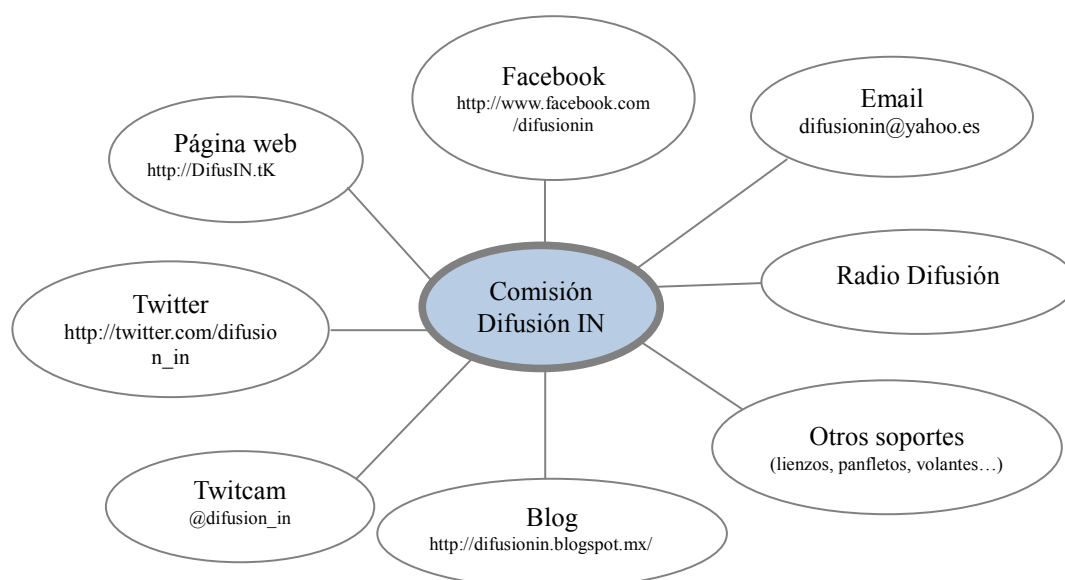 Facebook
http://www.facebook.com
/difusionin
Email
difusionin@yahoo.es
Página web
http://DifusIN.tK
Radio Difusión
Comisión
Difusión IN
Twitter
http://twitter.com/difusio
n_in
Otros soportes
(lienzos, panfletos, volantes…)
Twitcam
@difusion_in
Blog
http://difusionin.blogspot.mx/